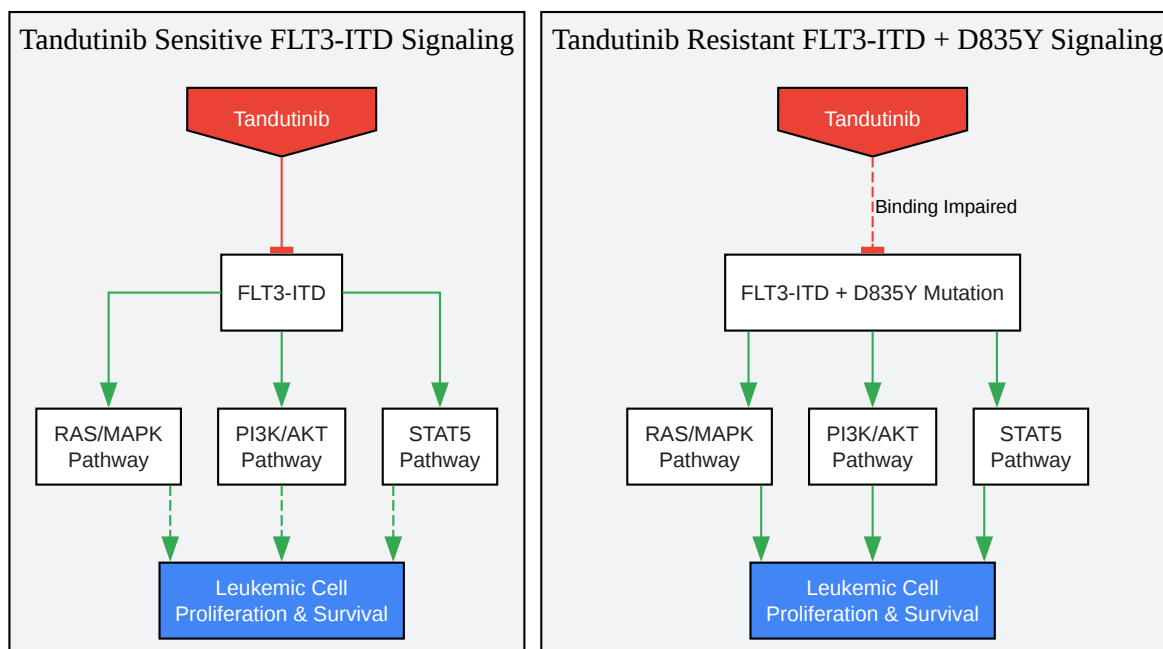 Tandutinib Sensitive FLT3-ITD Signaling
Tandutinib
FLT3-ITD
RAS/MAPK
Pathway
PI3K/AKT
Pathway
STAT5
Pathway
Leukemic Cell
Proliferation & Survival
Tandutinib Resistant FLT3-ITD + D835Y Signaling
Tandutinib
Binding Impaired
FLT3-ITD + D835Y Mutation
RAS/MAPK
Pathway
PI3K/AKT
Pathway
STAT5
Pathway
Leukemic Cell
Proliferation & Survival